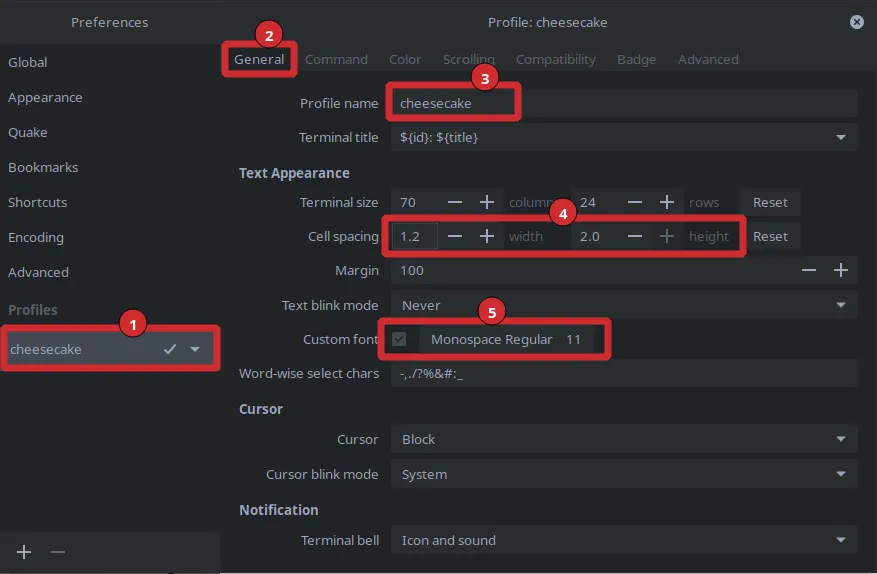 Preferences
Profile: cheesecake
Global
Appearance
Quake
Bookmarks
Shortcuts
Encoding
Advanced
Profiles
1
cheesecake
2
General Command Color Scrolling Compatibility Badge Advanced
3
Profile name cheesecake
Terminal title ${id}: ${title}
Text Appearance
Terminal size 70 column 24 rows Reset
4
Cell spacing 1.2 width 2.0 height Reset
Margin 100
Text blink mode Never
5
Custom font Monospace Regular 11
Word-wise select chars -,./?%&#:_
Cursor
Cursor Block
Cursor blink mode System
Notification
Terminal bell Icon and sound